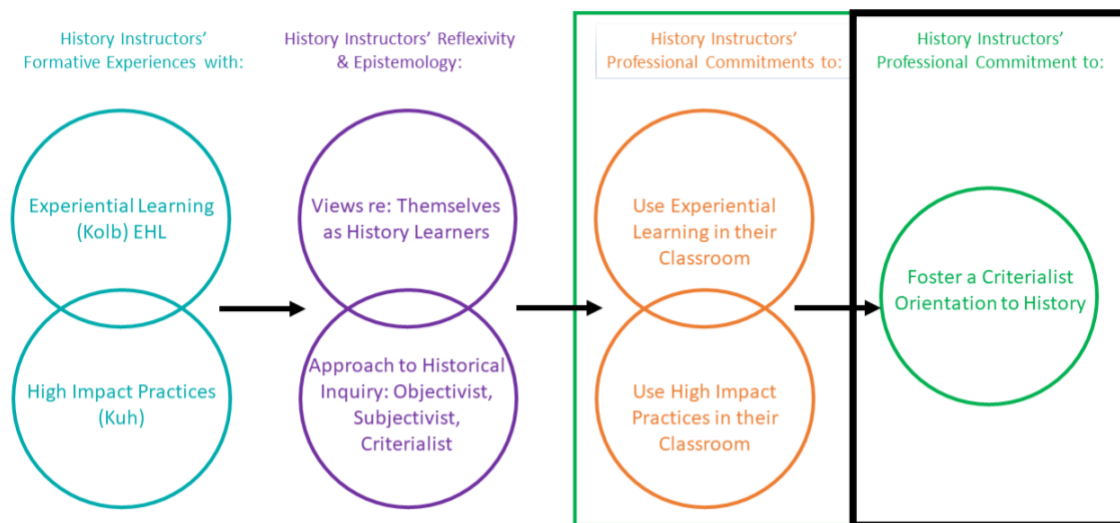 History Instructors'
Formative Experiences with:
History Instructors' Reflexivity
& Epistemology:
History Instructors'
Professional Commitments to:
History Instructors'
Professional Commitment to:
Experiential Learning
(Kolb) EHL
High Impact Practices
(Kuh)
Views re: Themselves
as History Learners
Approach to Historical
Inquiry: Objectivist,
Subjectivist,
Criterialist
Use Experiential
Learning in their
Classroom
Use High Impact
Practices in their
Classroom
Foster a Criterialist
Orientation to History